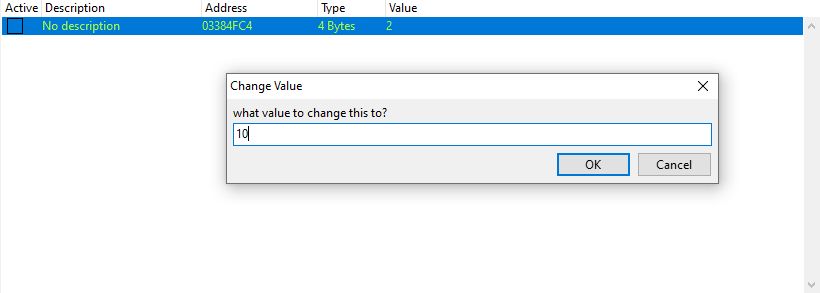 Active Description Address Type Value
No description 03384FC4 4 Bytes 2
Change Value
what value to change this to?
10
OK Cancel